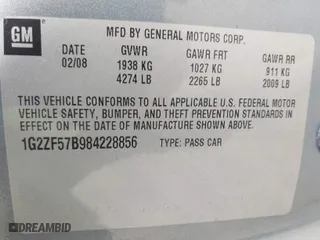 GM
MFD BY GENERAL MOTORS CORP.
DATE GVWR GAWR FRT GAWR RR
02/08 1938 KG 1027 KG 911 KG
4274 LB 2265 LB 2009 LB
THIS VEHICLE CONFORMS TO ALL APPLICABLE U.S. FEDERAL MOTOR
VEHICLE SAFETY, BUMPER, AND THEFT PREVENTION STANDARDS IN
EFFECT ON THE DATE OF MANUFACTURE SHOWN ABOVE.
1G2ZF57B984228856 TYPE: PASS CAR
DEALERSCLUB